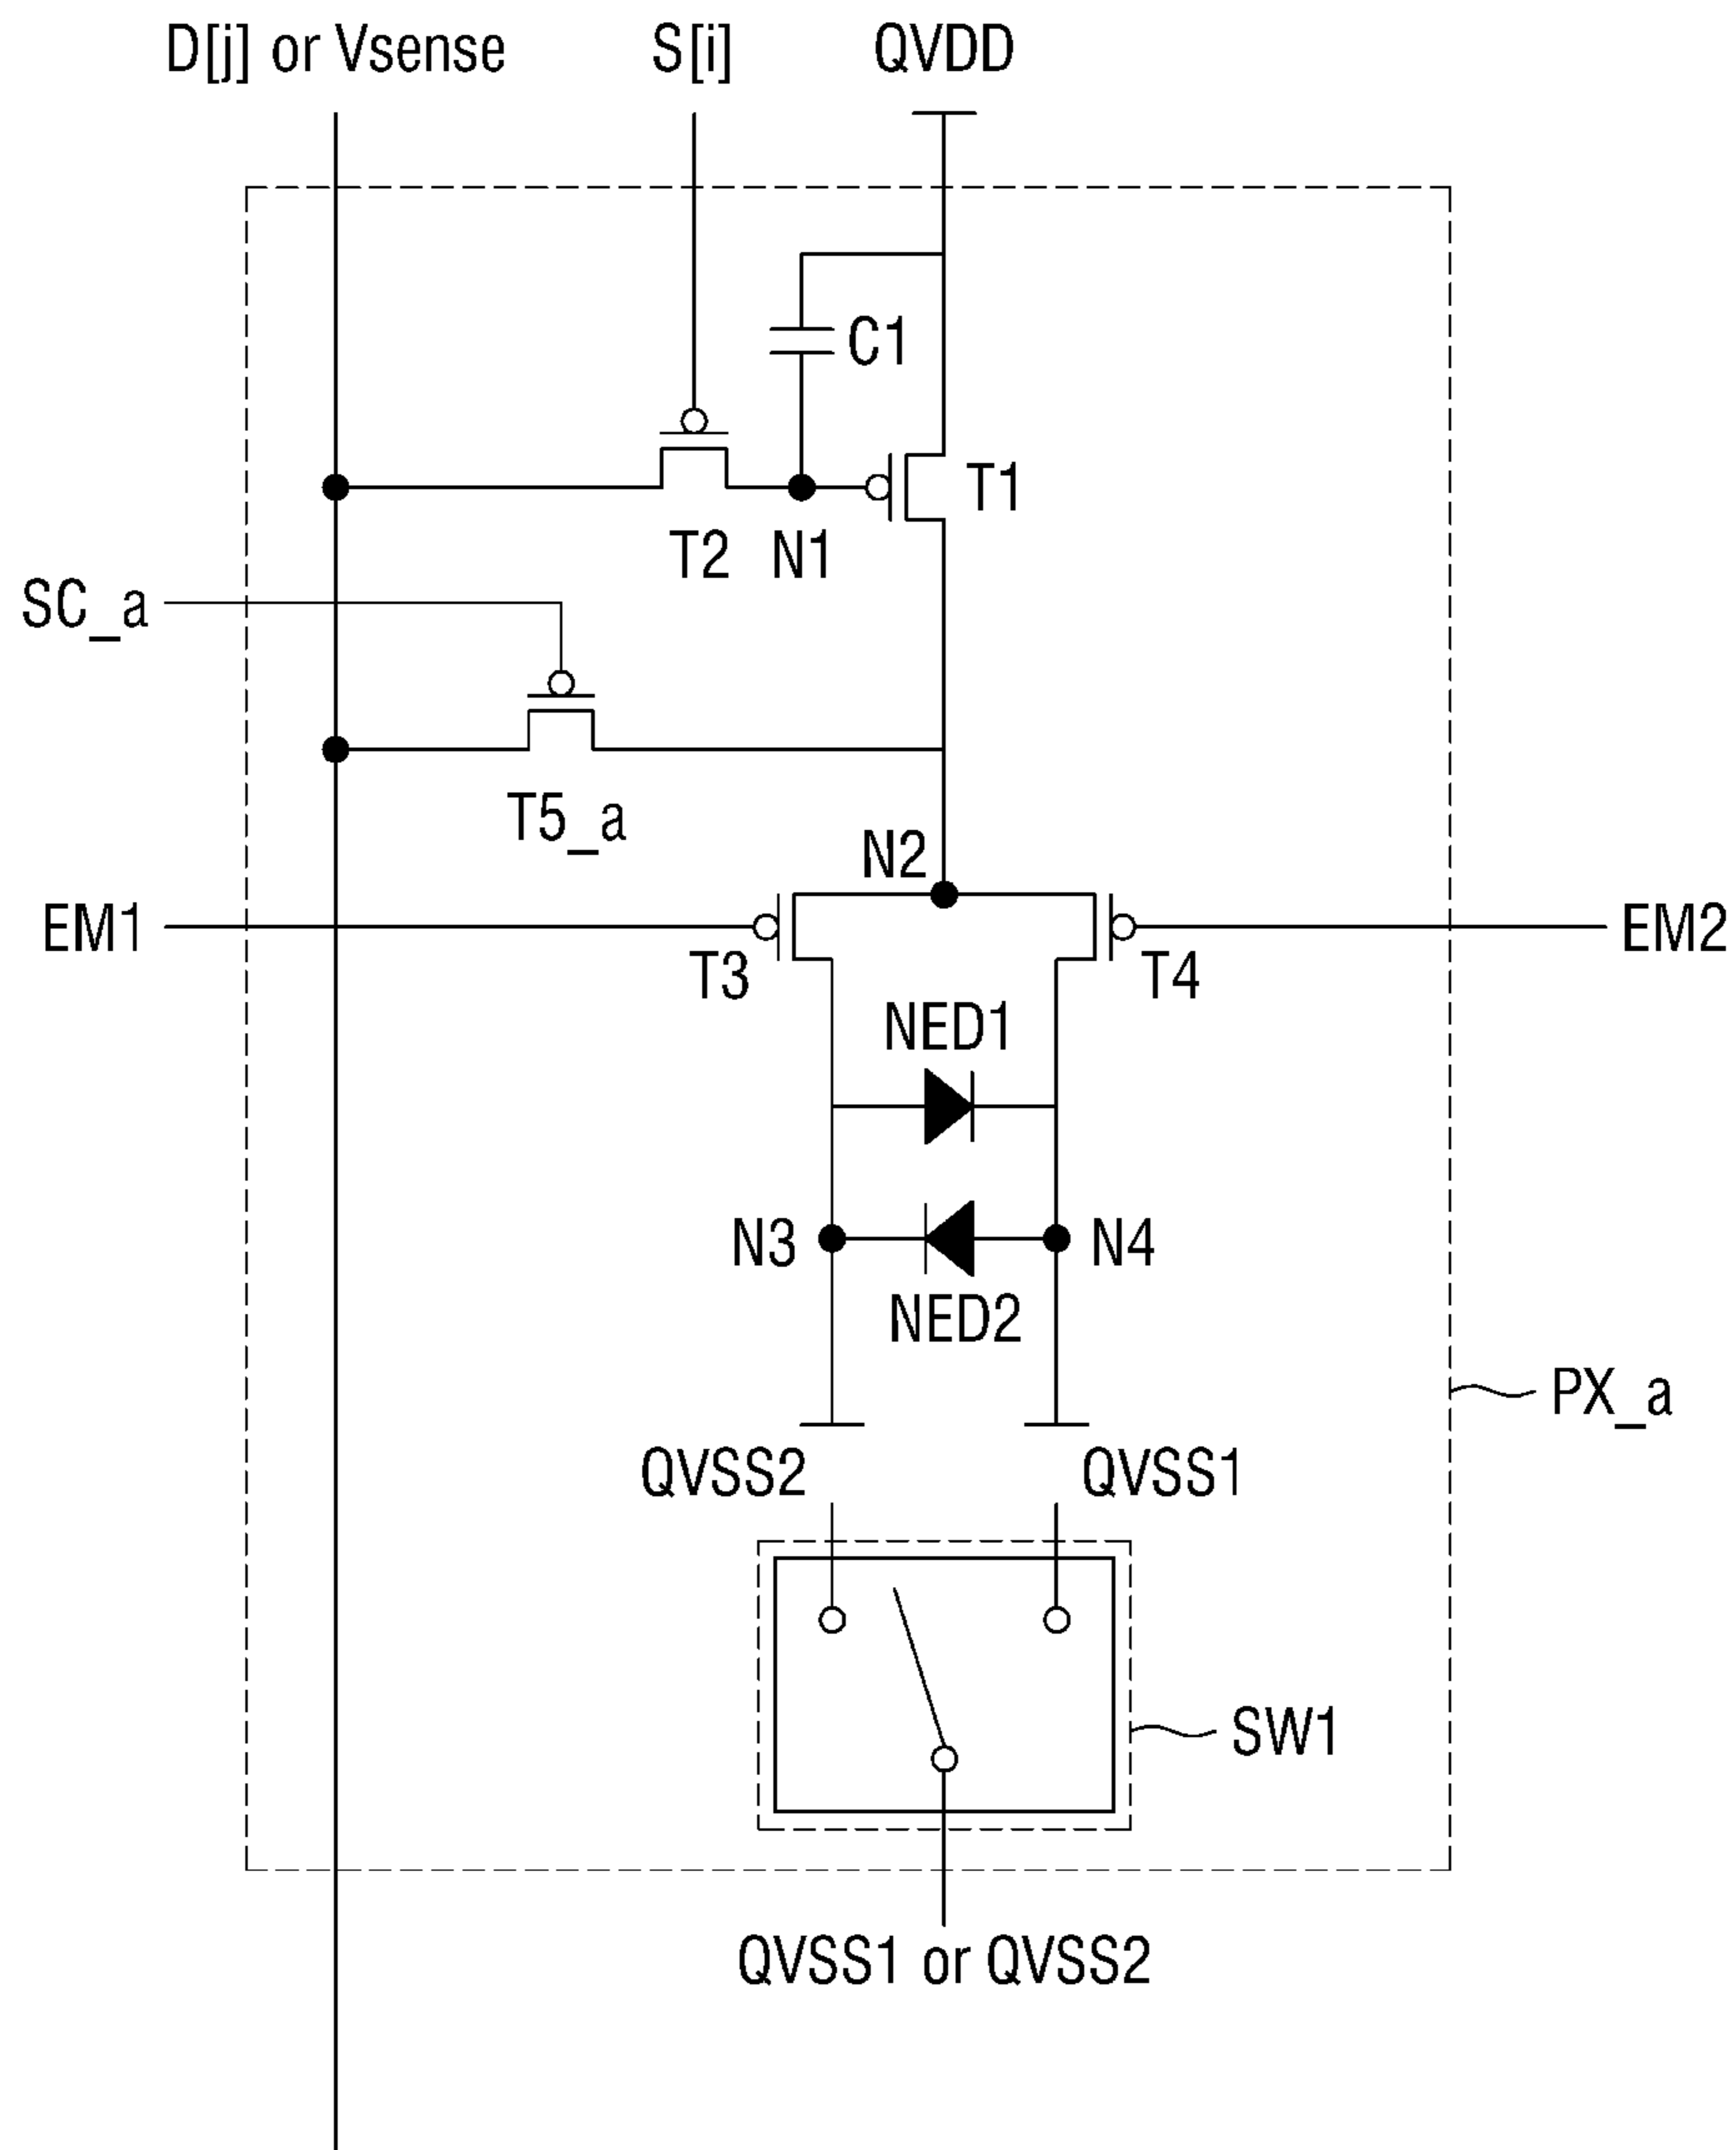 D[j] or Vsense
S[i]
QVDD
C1
T1
T2
N1
SC_a
T5_a
N2
EM1
EM2
T3
T4
NED1
N3
N4
NED2
PX_a
QVSS2
QVSS1
SW1
QVSS1 or QVSS2